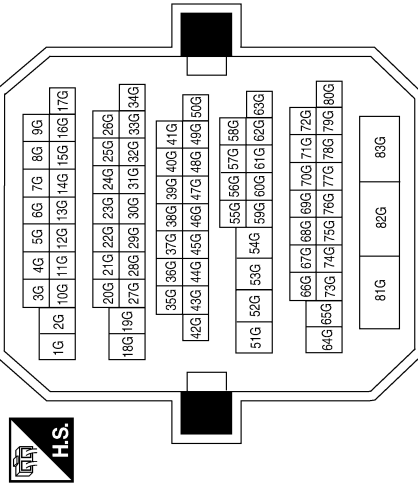 H.S.
3G 4G 5G 6G 7G 8G 9G
1G 2G 10G 11G 12G 13G 14G 15G 16G 17G
20G 21G 22G 23G 24G 25G 26G
18G 19G 27G 28G 29G 30G 31G 32G 33G 34G
35G 36G 37G 38G 39G 40G 41G
42G 43G 44G 45G 46G 47G 48G 49G 50G
55G 56G 57G 58G
51G 52G 53G 54G 59G 60G 61G 62G 63G
66G 67G 68G 69G 70G 71G 72G
64G 65G 73G 74G 75G 76G 77G 78G 79G 80G
81G 82G 83G